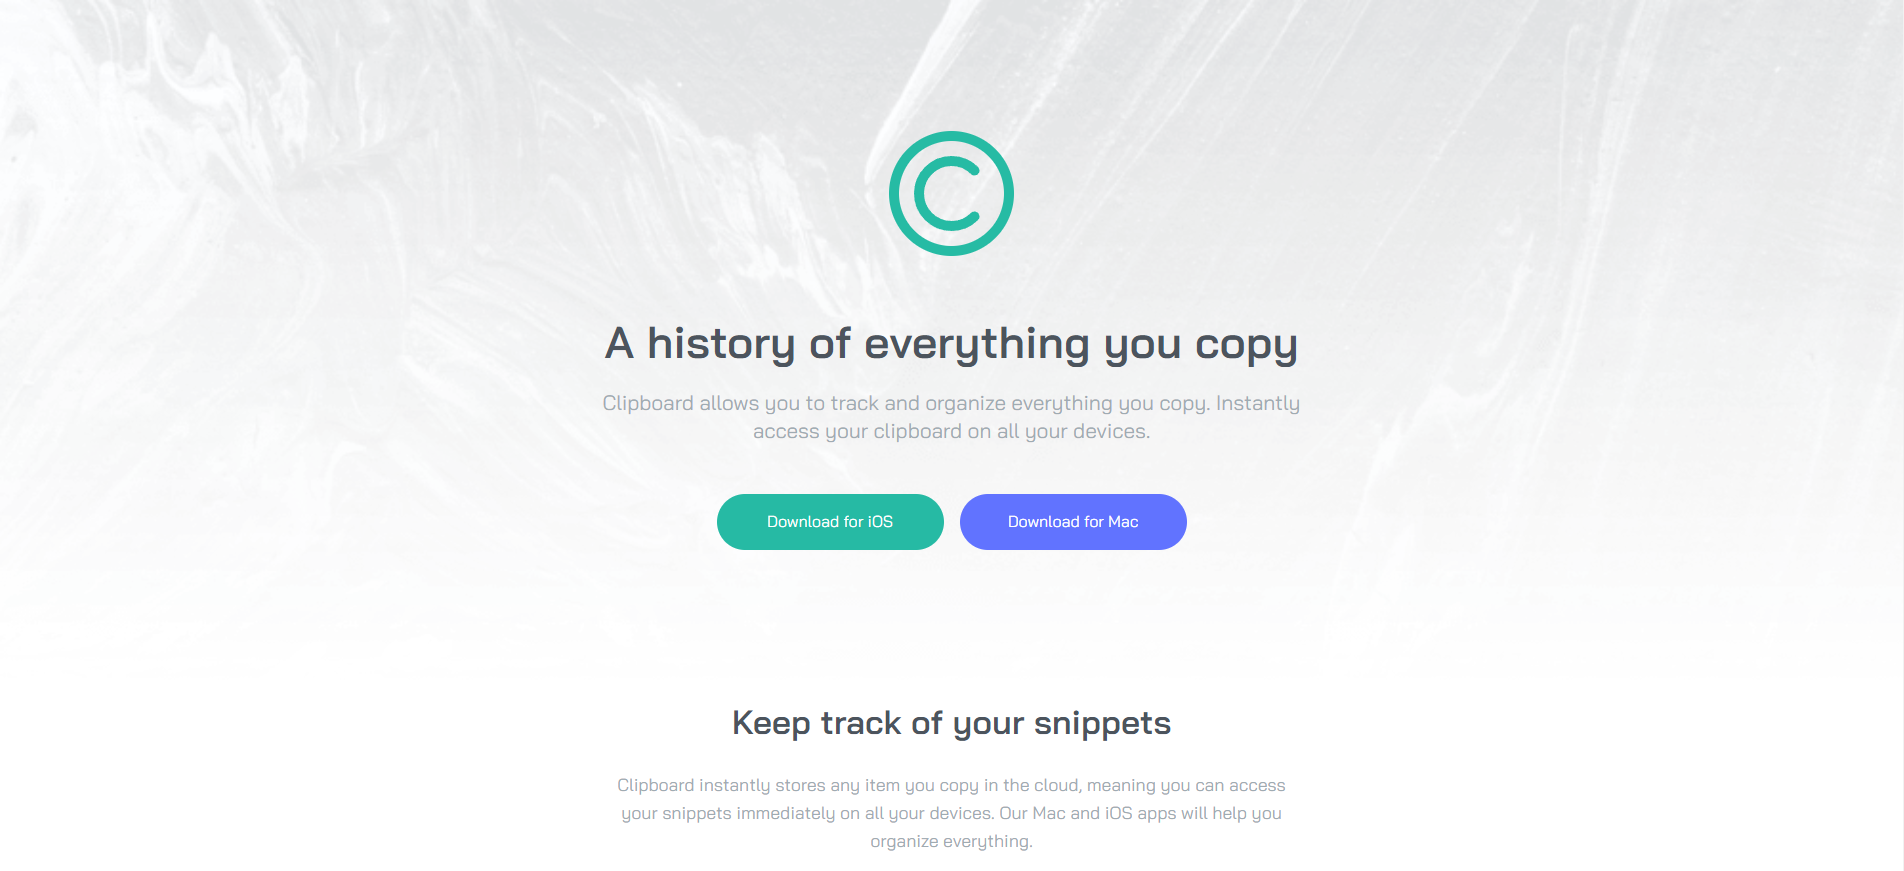 A history of everything you copy
Clipboard allows you to track and organize everything you copy. Instantly
access your clipboard on all your devices.
Download for iOS
Download for Mac
Keep track of your snippets
Clipboard instantly stores any item you copy in the cloud, meaning you can access
your snippets immediately on all your devices. Our Mac and iOS apps will help you
organize everything.